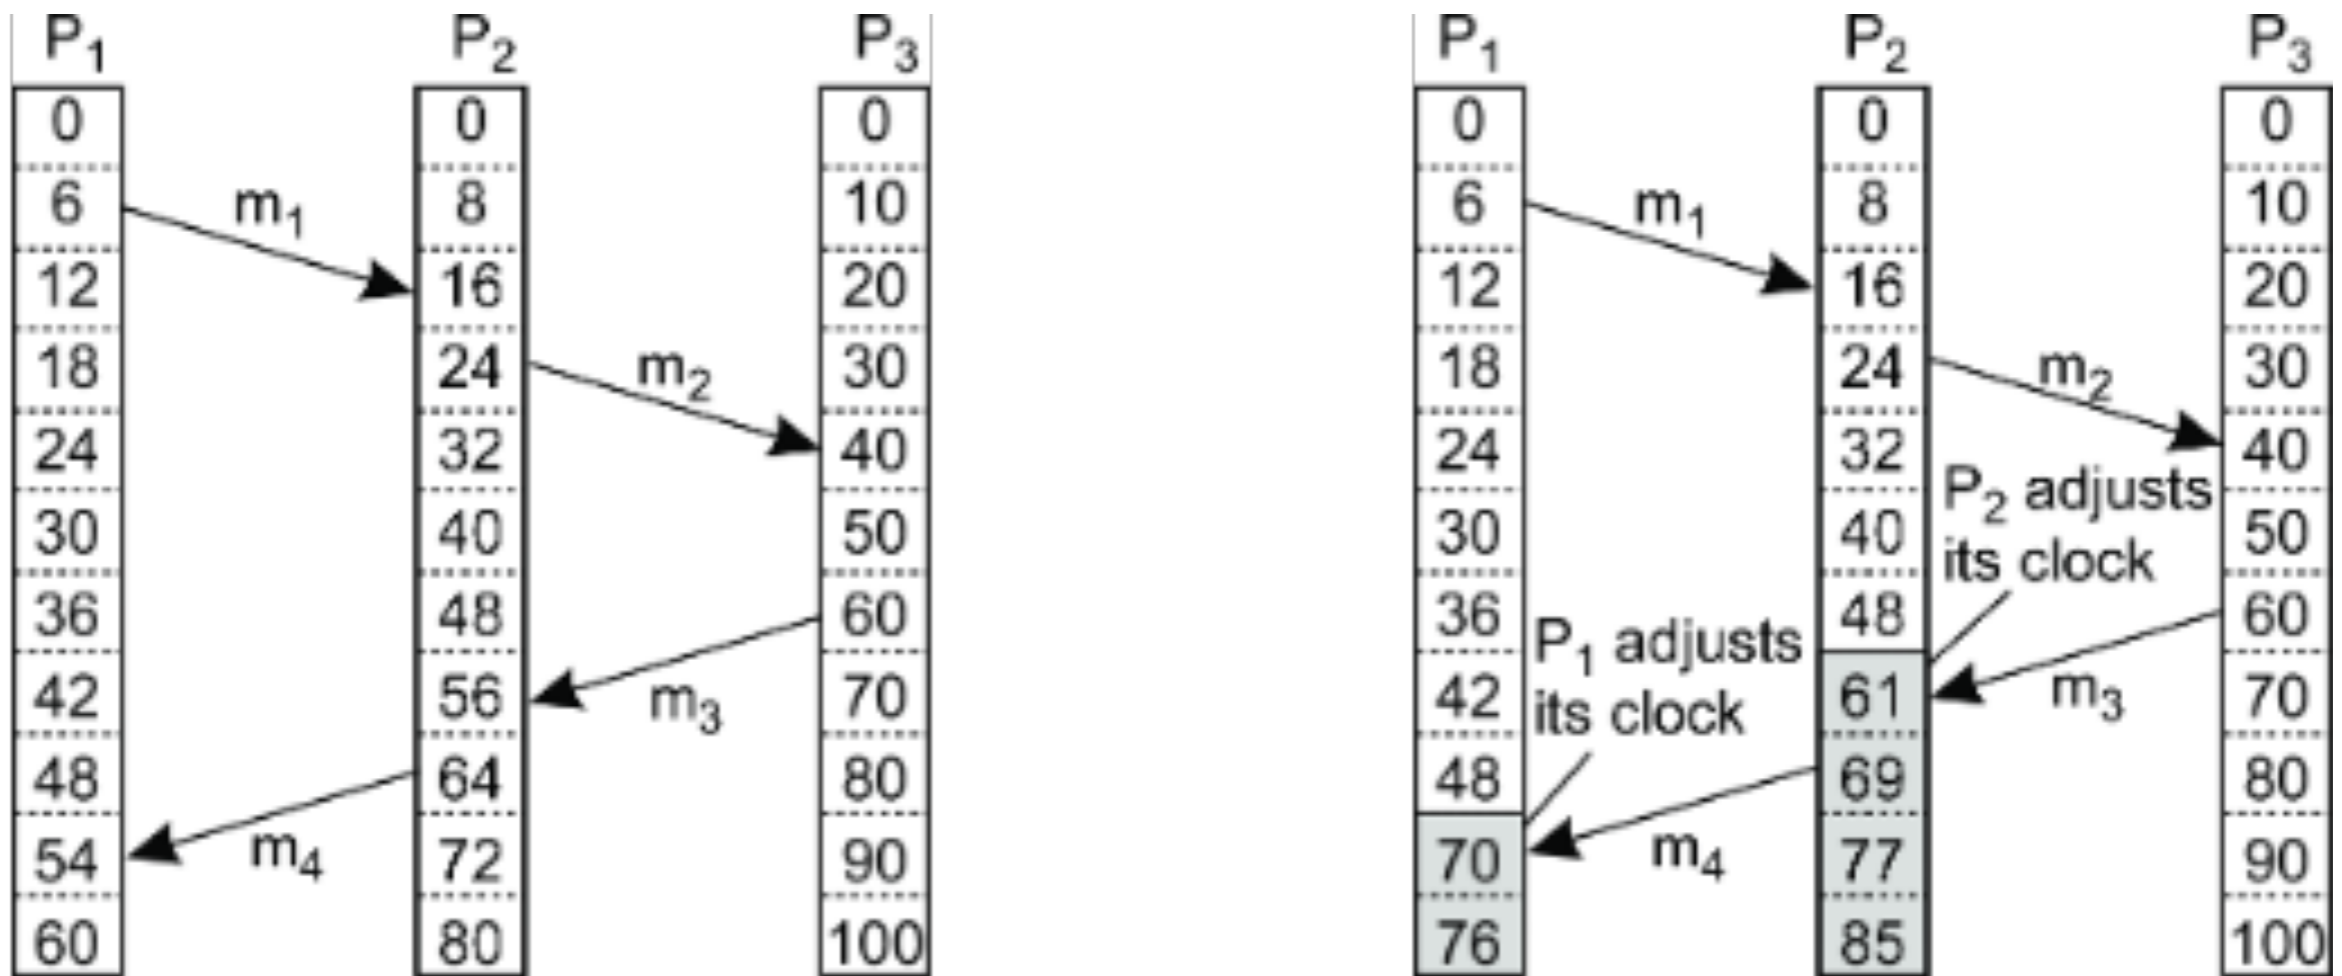 P1 P2 P3 P1 P2 P3
0 0 0 0 0 0
6 m1 8 10 6 m1 8 10
12 16 20 12 16 20
18 24 m2 30 18 24 m2 30
24 32 40 24 32 40
P2 adjusts
30 40 50 30 40 its clock 50
36 48 60 36 P1 adjusts 48 60
42 56 m3 70 42 its clock 61 m3 70
48 64 80 48 69 80
54 m4 72 90 70 m4 77 90
60 80 100 76 85 100